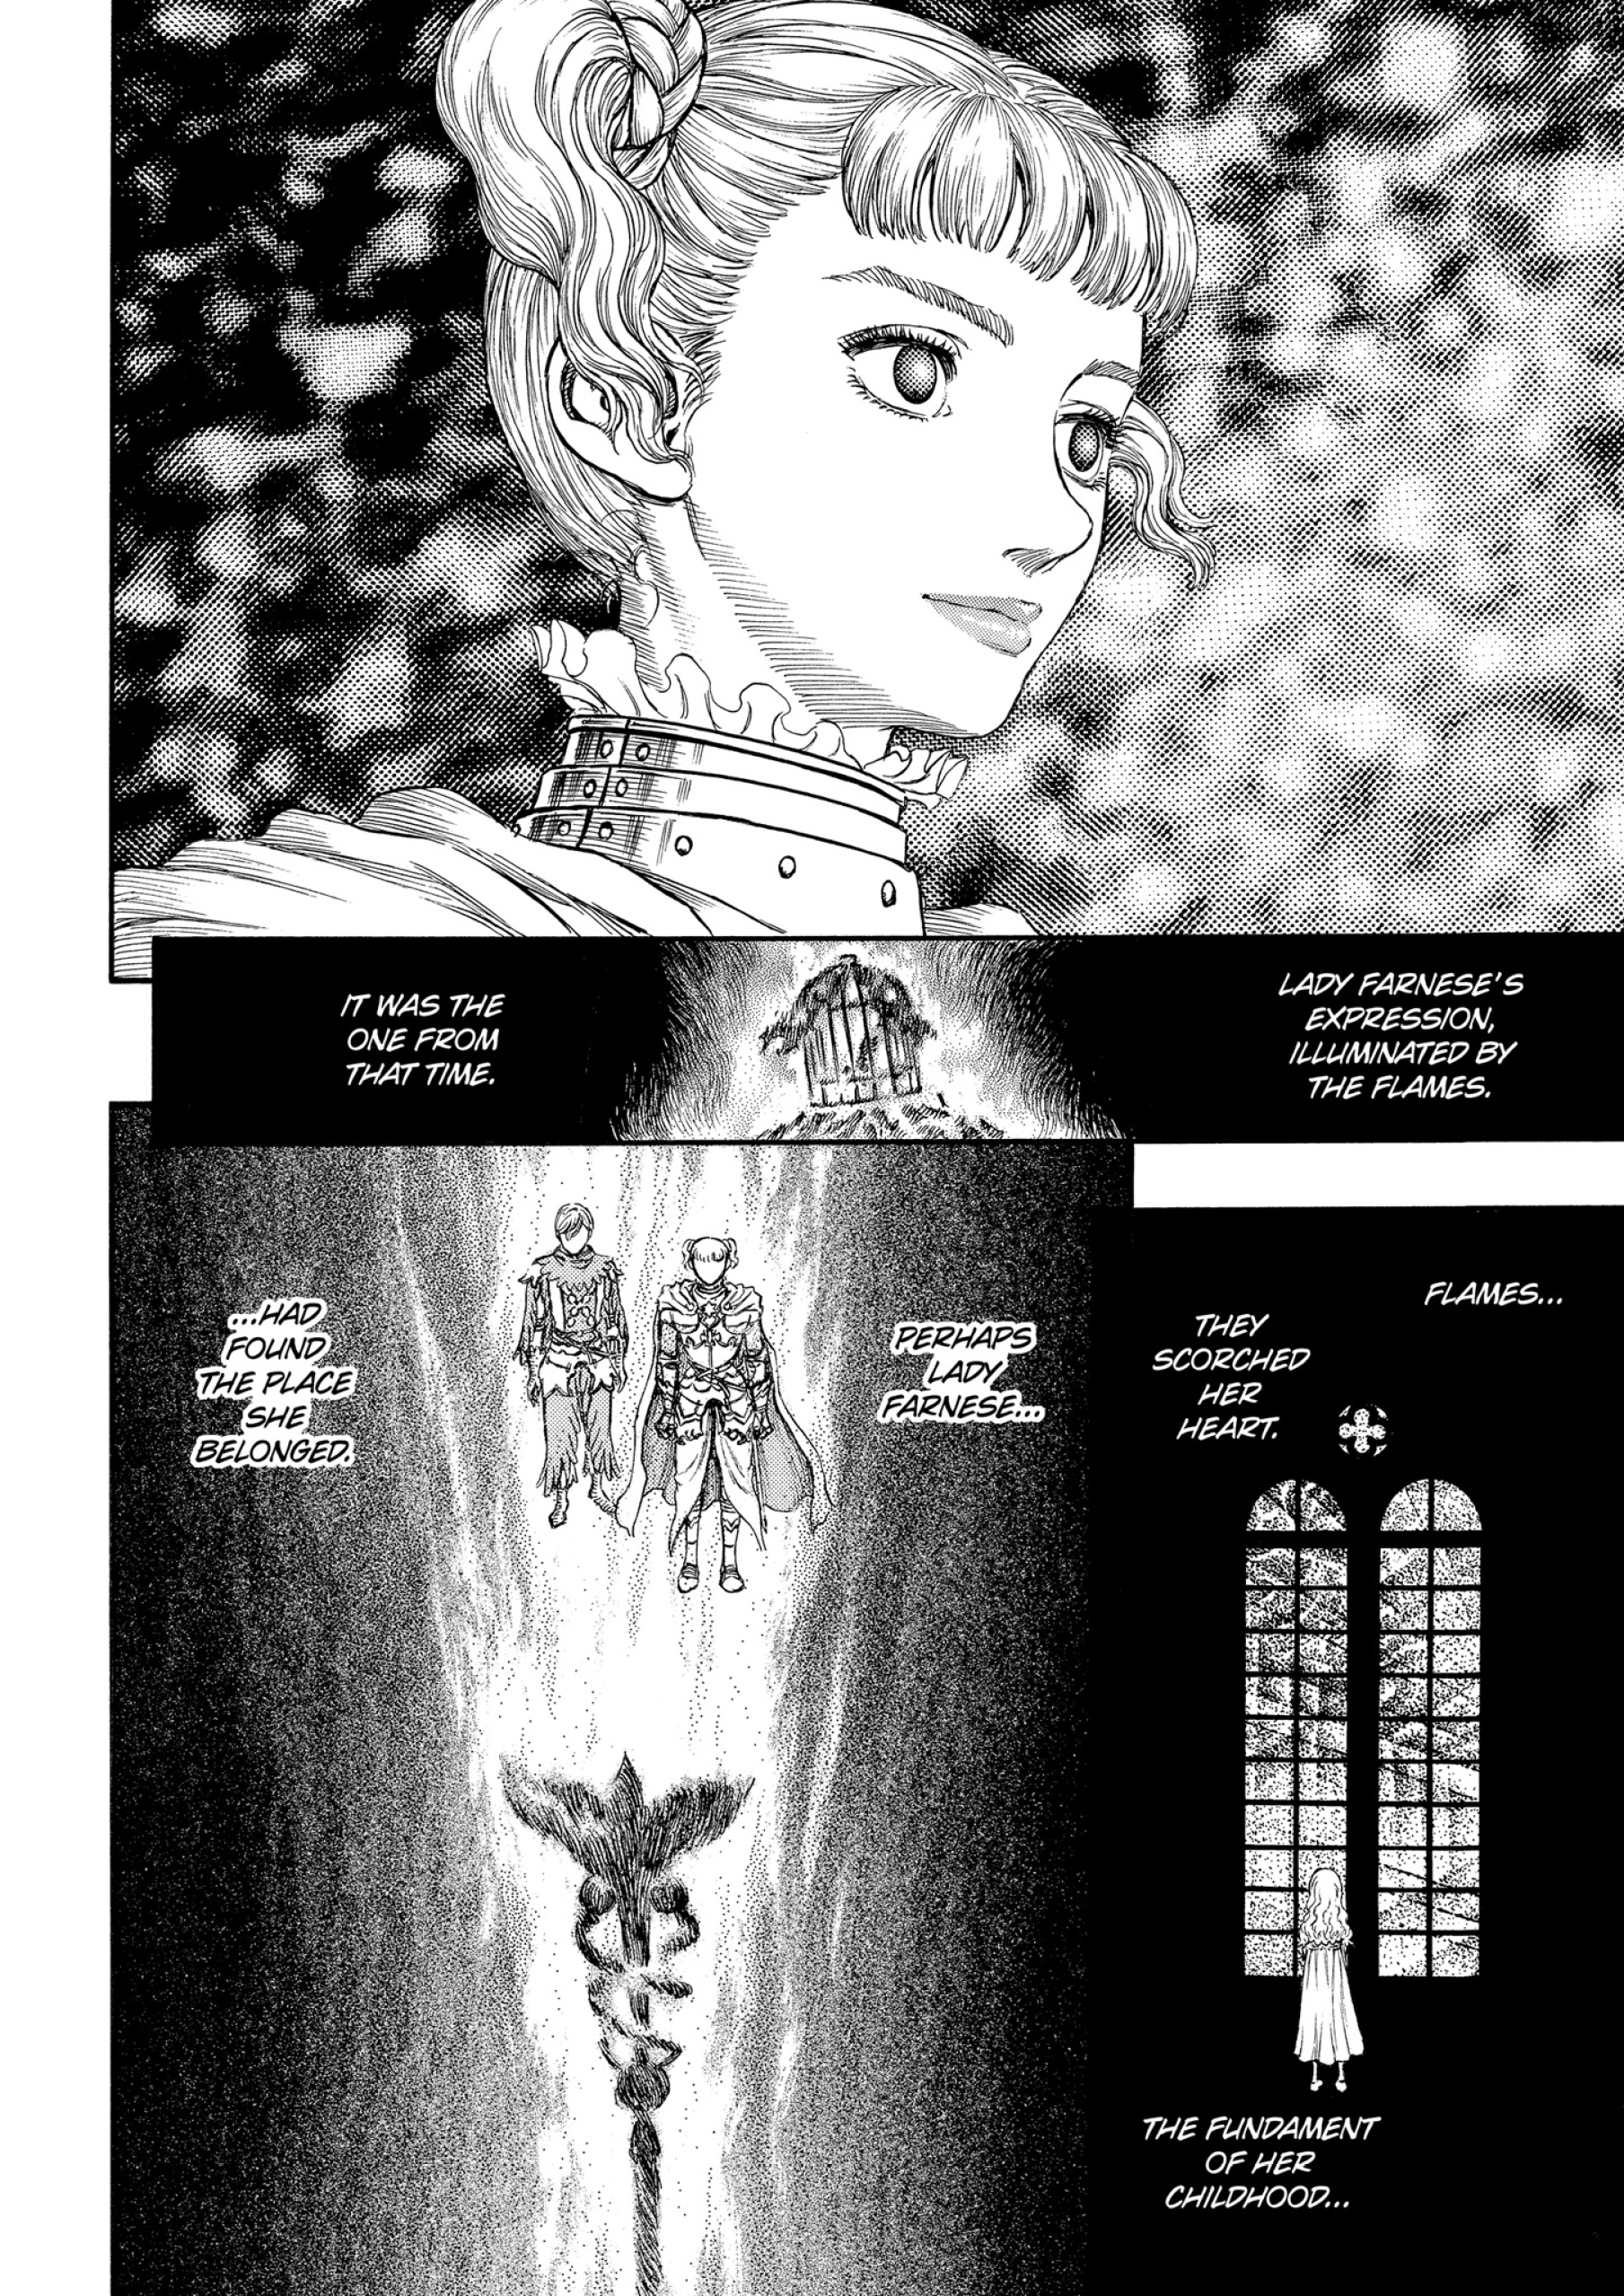 LADY FARNESE'S
EXPRESSION,
ILLUMINATED BY
THE FLAMES.
IT WAS THE
ONE FROM
THAT TIME.
FLAMES...
THEY
SCORCHED
HER
HEART.
THE FUNDAMENT
OF HER
CHILDHOOD...
PERHAPS
LADY
FARNESE...
...HAD
FOUND
THE PLACE
SHE
BELONGED.